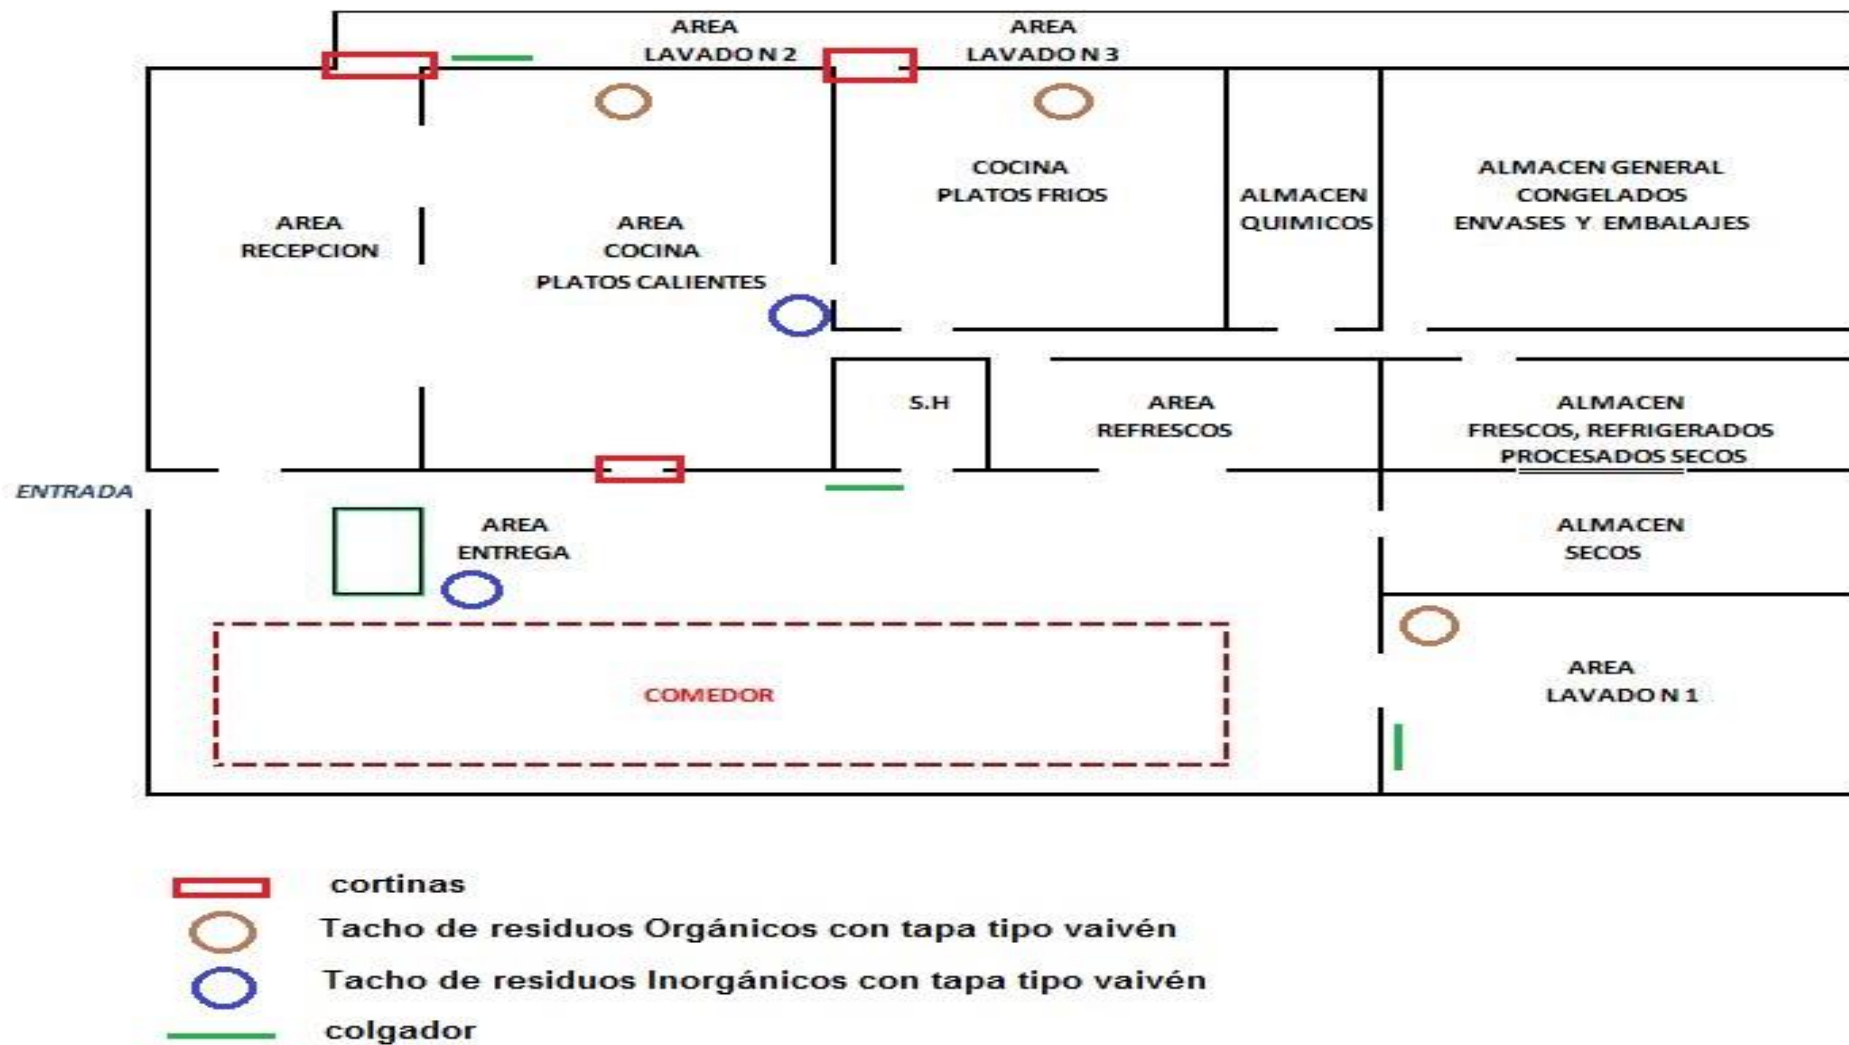 AREA
LAVADO N 2
AREA
LAVADO N 3
COCINA
PLATOS FRIOS
ALMACEN
QUIMICOS
ALMACEN GENERAL
CONGELADOS
ENVASES Y EMBALAJES
AREA
RECEPCION
AREA
COCINA
PLATOS CALIENTES
S.H
AREA
REFRESCOS
ALMACEN
FRESCOS, REFRIGERADOS
PROCESADOS SECOS
ENTRADA
AREA
ENTREGA
ALMACEN
SECOS
COMEDOR
AREA
LAVADO N 1
cortinas
Tacho de residuos Orgánicos con tapa tipo vaivén
Tacho de residuos Inorgánicos con tapa tipo vaivén
colgador